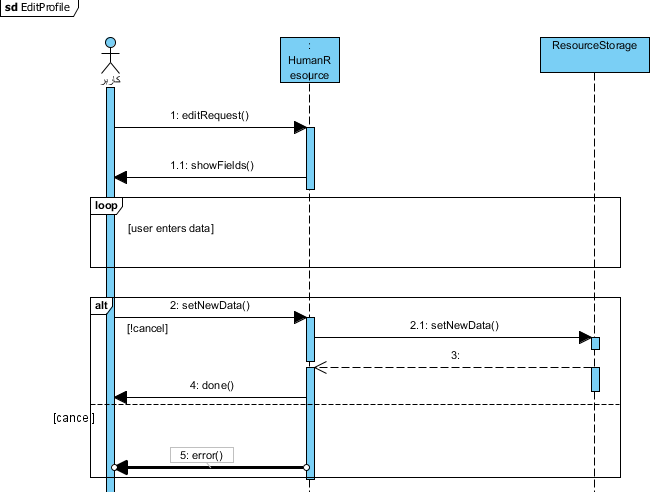 sd EditProfile
کاربر
:
HumanR
esource
ResourceStorage
1: editRequest()
1.1: showFields()
loop
[user enters data]
alt
2: setNewData()
[!cancel]
2.1: setNewData()
3:
4: done()
[cancel]
5: error()